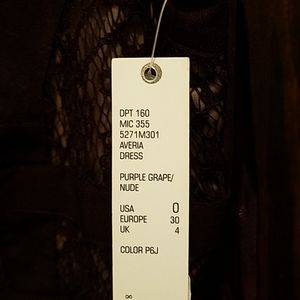 DPT 160
MIC 355
5271M301
AVERIA
DRESS
PURPLE GRAPE/
NUDE
USA 0
EUROPE 30
UK 4
COLOR P6J